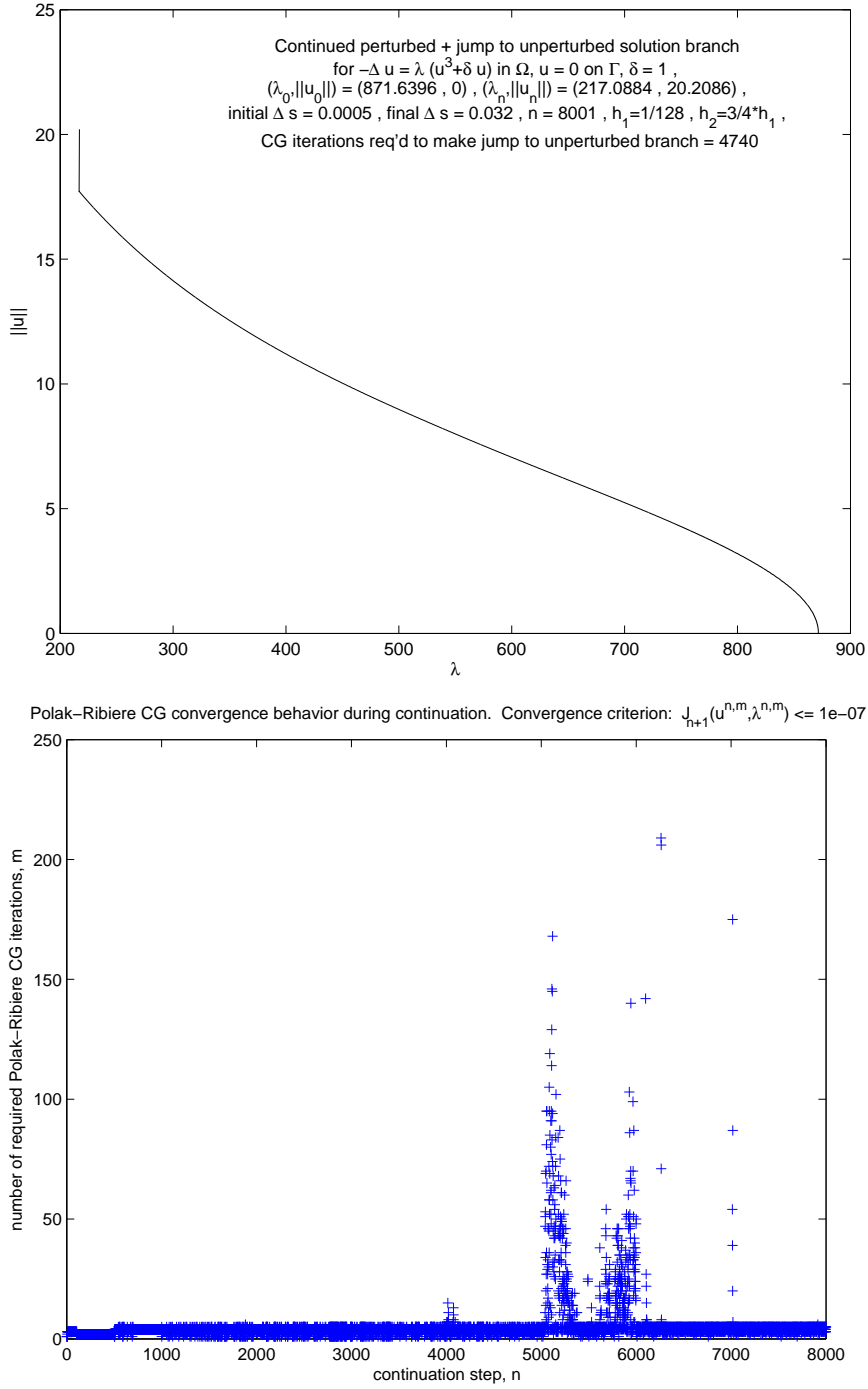 Continued perturbed + jump to unperturbed solution branch
for -Δ u = λ (u³+δ u) in Ω, u = 0 on Γ, δ = 1 ,
(λ₀,||u₀||) = (871.6396 , 0) , (λₙ,||uₙ||) = (217.0884 , 20.2086) ,
initial Δ s = 0.0005 , final Δ s = 0.032 , n = 8001 , h₁=1/128 , h₂=3/4*h₁ ,
CG iterations req'd to make jump to unperturbed branch = 4740
25
20
15
10
5
0
||u||
200 300 400 500 600 700 800 900
λ
Polak−Ribiere CG convergence behavior during continuation. Convergence criterion: J_{n+1}(u^{n,m},λ^{n,m}) <= 1e−07
250
200
150
100
50
0
number of required Polak−Ribiere CG iterations, m
0 1000 2000 3000 4000 5000 6000 7000 8000
continuation step, n